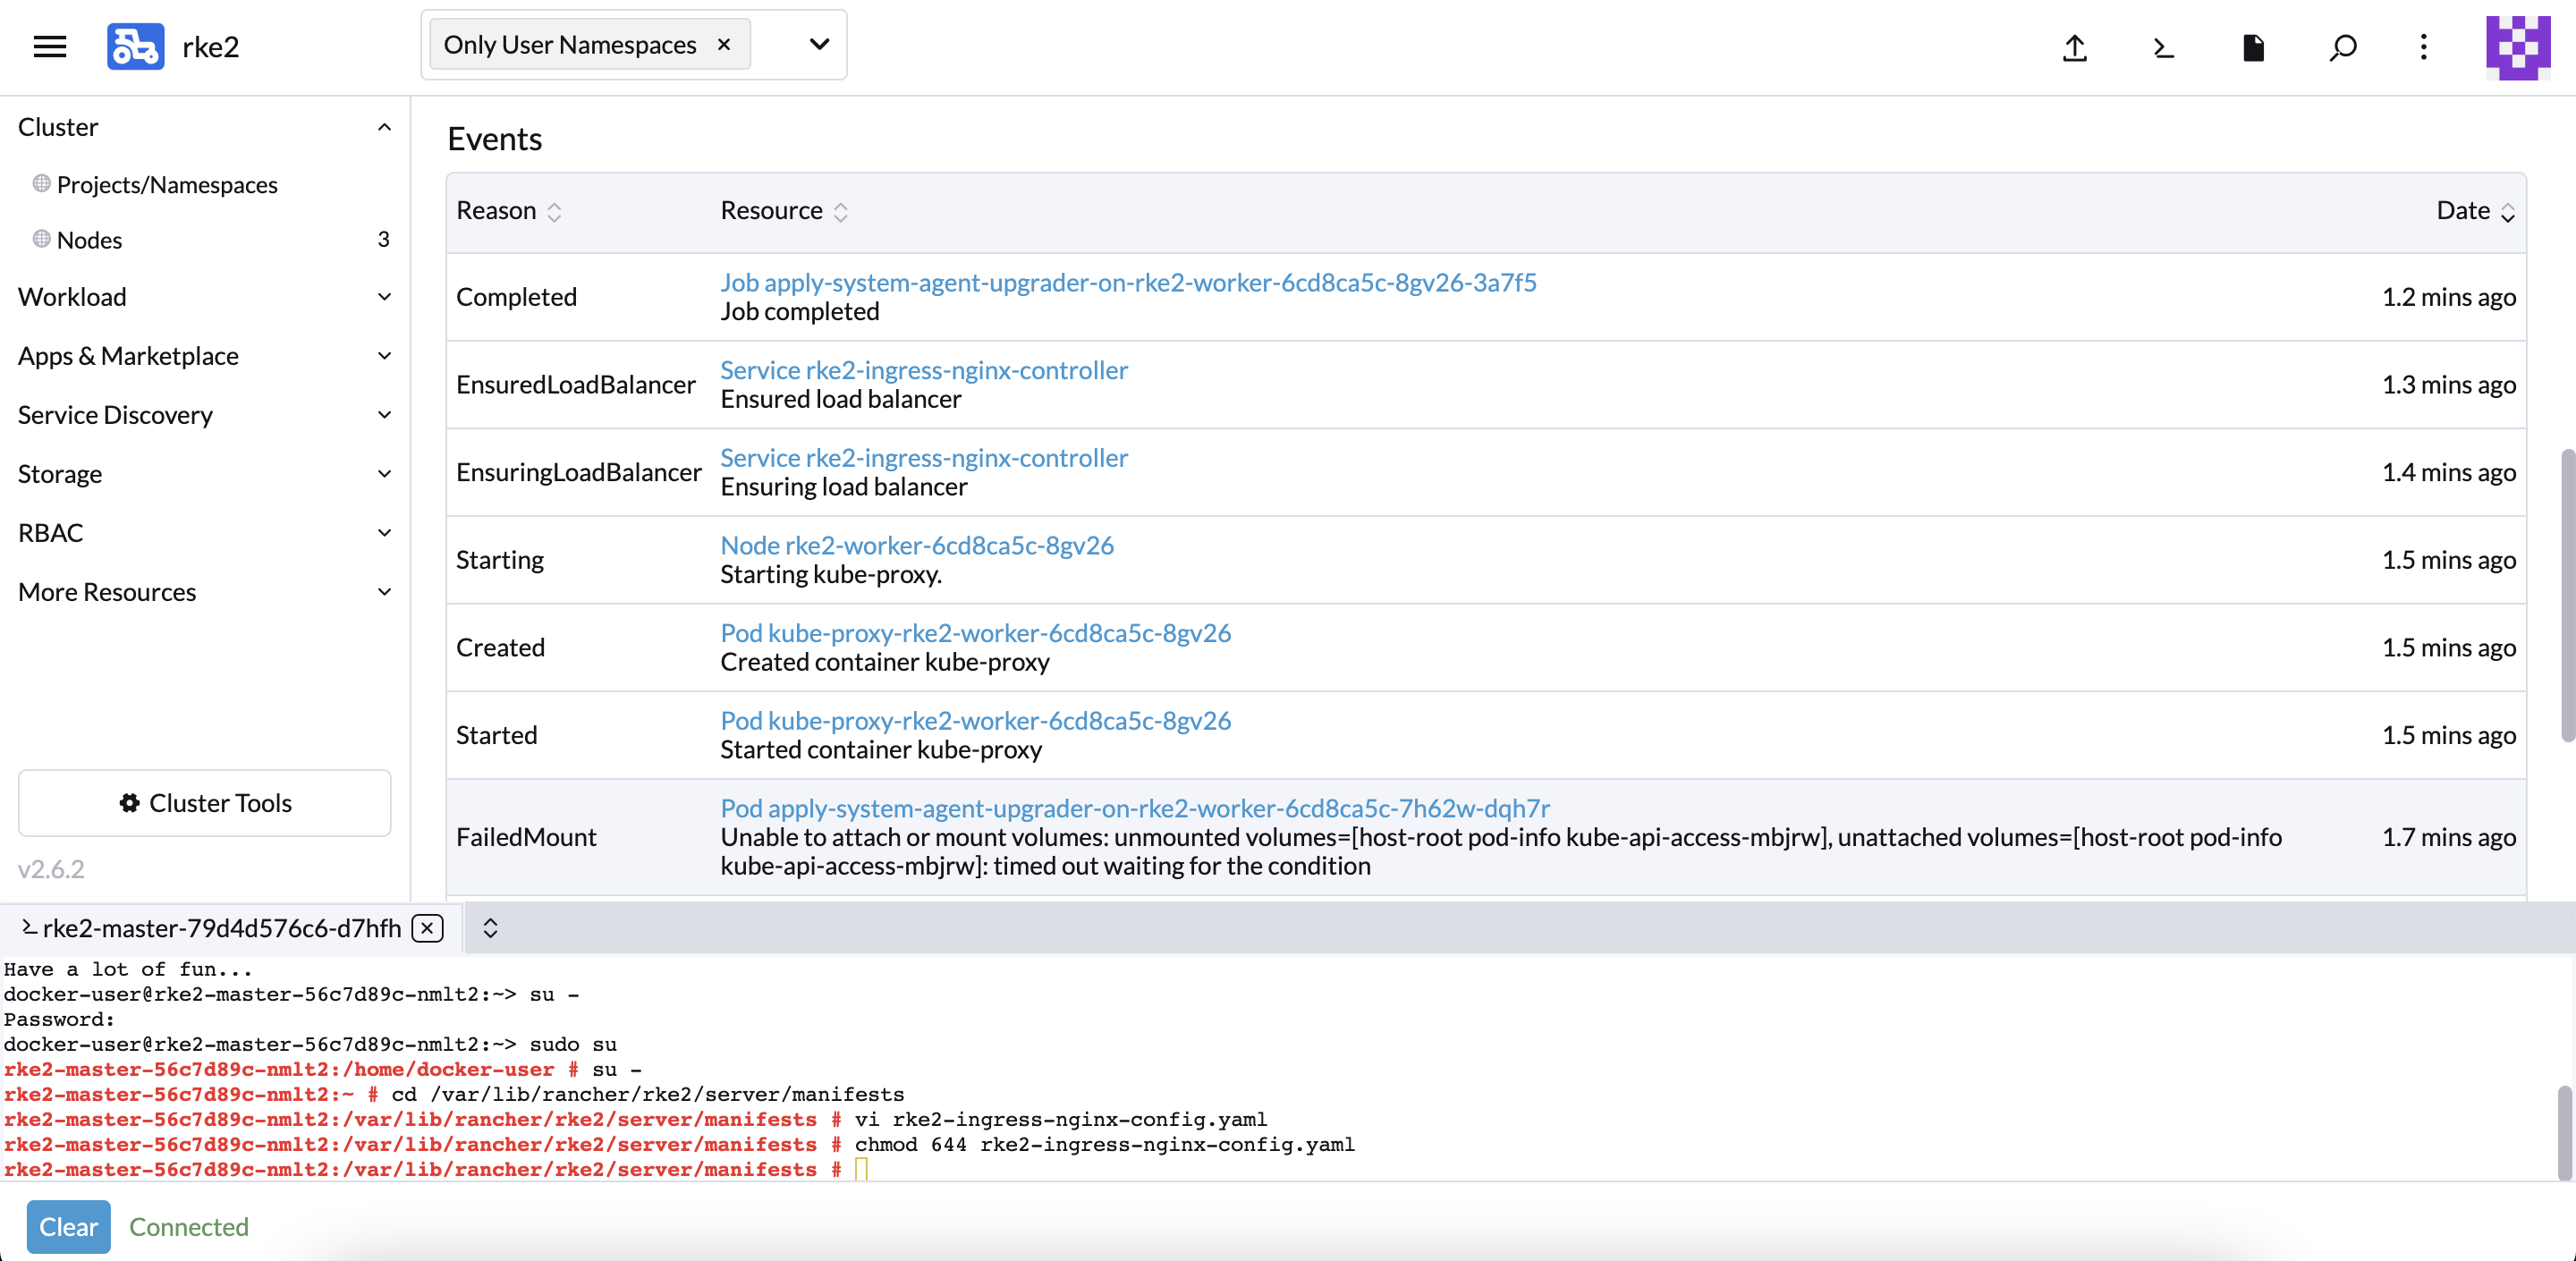 rke2
Only User Namespaces
Cluster
Projects/Namespaces
Nodes 3
Workload
Apps & Marketplace
Service Discovery
Storage
RBAC
More Resources
Cluster Tools
v2.6.2
Events
Reason Resource Date
Completed
Job apply-system-agent-upgrader-on-rke2-worker-6cd8ca5c-8gv26-3a7f5
Job completed
1.2 mins ago
EnsuredLoadBalancer
Service rke2-ingress-nginx-controller
Ensured load balancer
1.3 mins ago
EnsuringLoadBalancer
Service rke2-ingress-nginx-controller
Ensuring load balancer
1.4 mins ago
Starting
Node rke2-worker-6cd8ca5c-8gv26
Starting kube-proxy.
1.5 mins ago
Created
Pod kube-proxy-rke2-worker-6cd8ca5c-8gv26
Created container kube-proxy
1.5 mins ago
Started
Pod kube-proxy-rke2-worker-6cd8ca5c-8gv26
Started container kube-proxy
1.5 mins ago
FailedMount
Pod apply-system-agent-upgrader-on-rke2-worker-6cd8ca5c-7h62w-dqh7r
Unable to attach or mount volumes: unmounted volumes=[host-root pod-info kube-api-access-mbjrw], unattached volumes=[host-root pod-info
kube-api-access-mbjrw]: timed out waiting for the condition
1.7 mins ago
rke2-master-79d4d576c6-d7hfh
Have a lot of fun...
docker-user@rke2-master-56c7d89c-nmlt2:~> su -
Password:
docker-user@rke2-master-56c7d89c-nmlt2:~> sudo su
rke2-master-56c7d89c-nmlt2:/home/docker-user # su -
rke2-master-56c7d89c-nmlt2:~ # cd /var/lib/rancher/rke2/server/manifests
rke2-master-56c7d89c-nmlt2:/var/lib/rancher/rke2/server/manifests # vi rke2-ingress-nginx-config.yaml
rke2-master-56c7d89c-nmlt2:/var/lib/rancher/rke2/server/manifests # chmod 644 rke2-ingress-nginx-config.yaml
rke2-master-56c7d89c-nmlt2:/var/lib/rancher/rke2/server/manifests #
Clear Connected